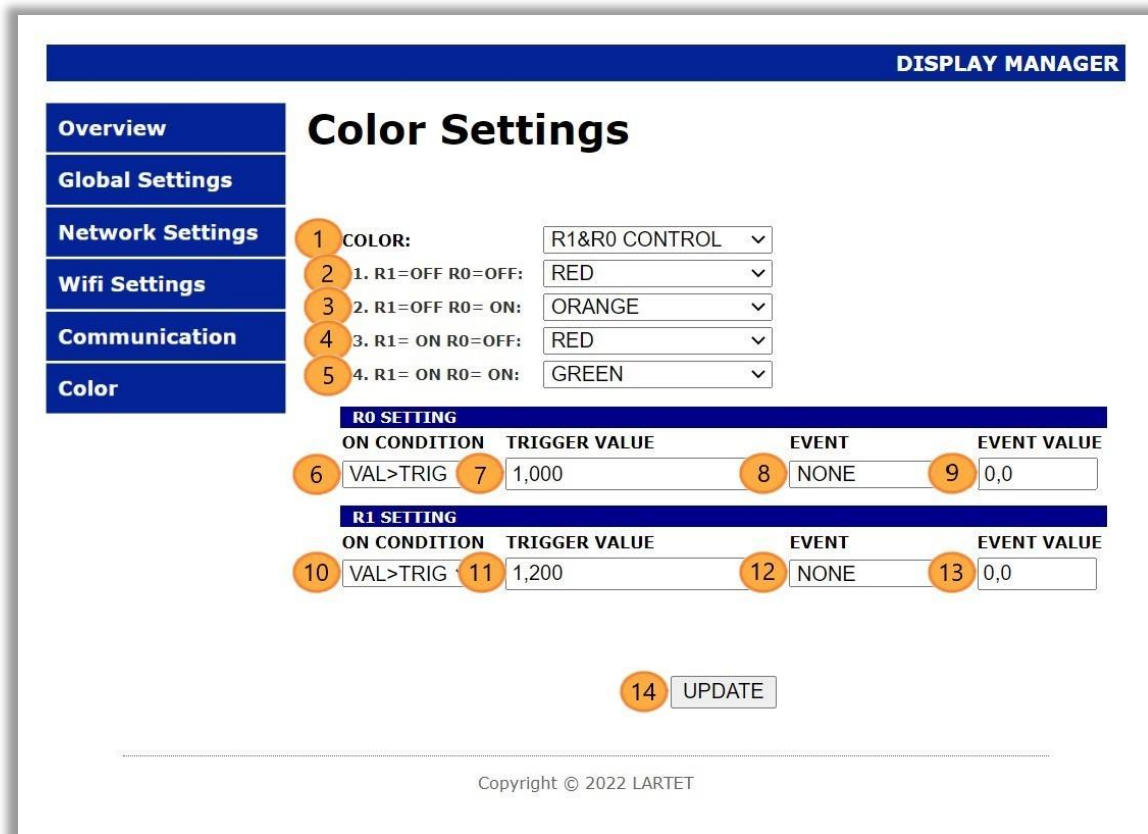 DISPLAY MANAGER
Overview
Global Settings
Network Settings
Wifi Settings
Communication
Color
Color Settings
1 COLOR: R1&R0 CONTROL
2 1. R1=OFF R0=OFF: RED
3 2. R1=OFF R0= ON: ORANGE
4 3. R1= ON R0=OFF: RED
5 4. R1= ON R0= ON: GREEN
R0 SETTING
ON CONDITION TRIGGER VALUE EVENT EVENT VALUE
6 VAL>TRIG 7 1,000 8 NONE 9 0,0
R1 SETTING
ON CONDITION TRIGGER VALUE EVENT EVENT VALUE
10 VAL>TRIG 11 1,200 12 NONE 13 0,0
14 UPDATE
Copyright © 2022 LARTET